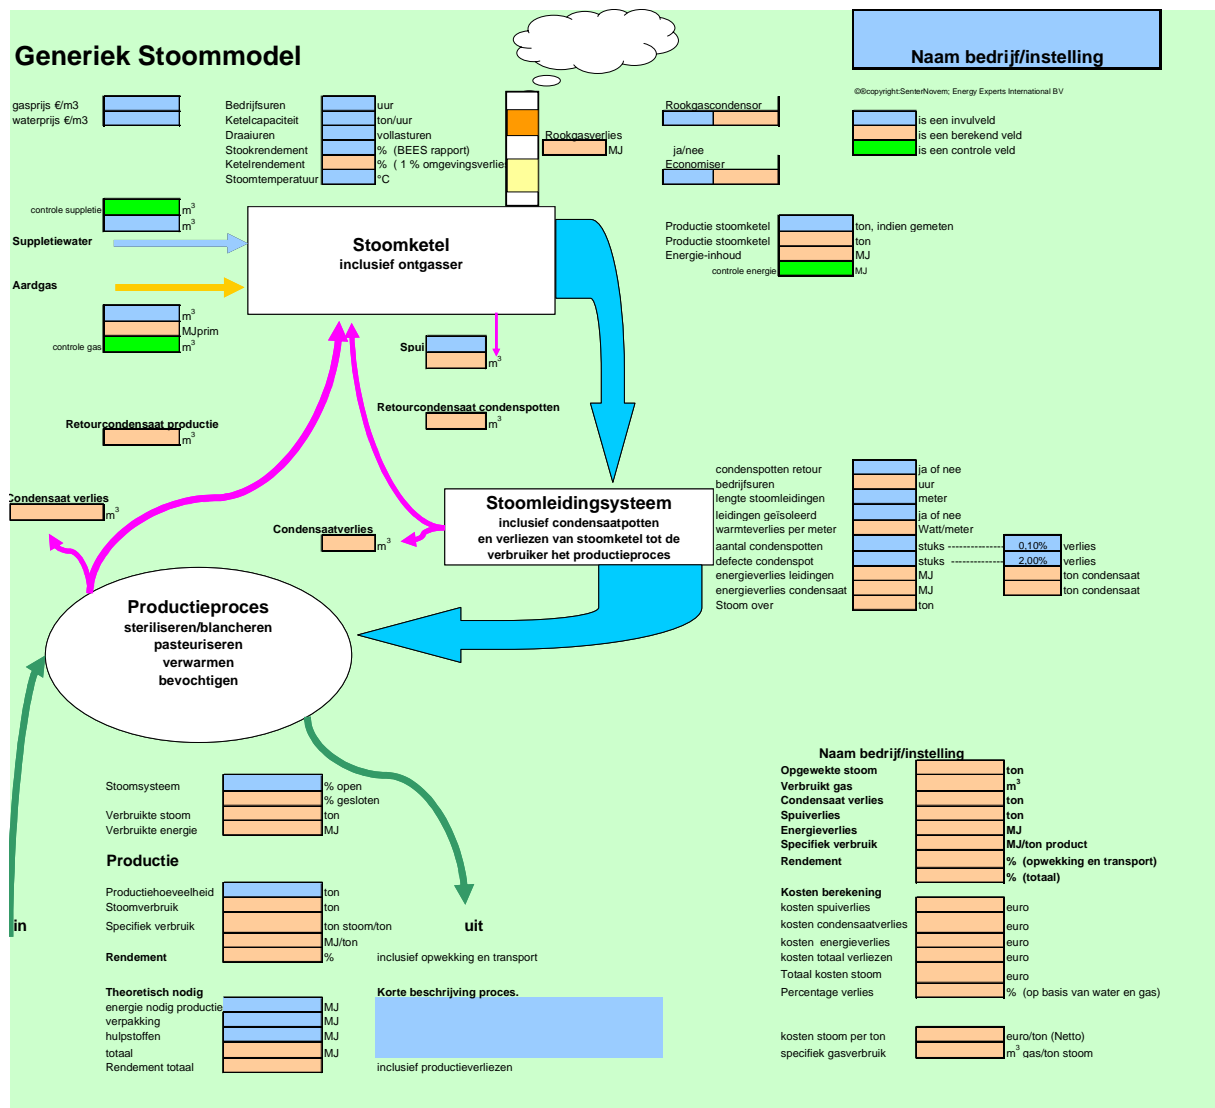 Generiek Stoommodel
Naam bedrijf/instelling
©®copyright:SenterNovem; Energy Experts International BV
gasprijs €/m3
waterprijs €/m3
Bedrijfsuren uur
Ketelcapaciteit ton/uur
Draaiuren vollasturen
Stookrendement % (BEES rapport)
Ketelrendement % ( 1 % omgevingsverlie
Stoomtemperatuur °C
Rookgasverlies
MJ
Rookgascondensor
ja/nee
Economiser
is een invulveld
is een berekend veld
is een controle veld
controle suppletie m³
m³
Suppletiewater
Aardgas
m³
MJprim
controle gas m³
Stoomketel
inclusief ontgasser
Productie stoomketel ton, indien gemeten
Productie stoomketel ton
Energie-inhoud MJ
controle energie MJ
Spui
m³
Retourcondensaat condenspotten
m³
Retourcondensaat productie
m³
Condensaat verlies
m³
Condensaatverlies
m³
Stoomleidingsysteem
inclusief condensaatpotten
en verliezen van stoomketel tot de
verbruiker het productieproces
condenspotten retour ja of nee
bedrijfsuren uur
lengte stoomleidingen meter
leidingen geïsoleerd ja of nee
warmteverlies per meter Watt/meter
aantal condenspotten stuks --------------- 0,10% verlies
defecte condenspot stuks --------------- 2,00% verlies
energieverlies leidingen MJ ton condensaat
energieverlies condensaat MJ ton condensaat
Stoom over ton
Productieproces
steriliseren/blancheren
pasteuriseren
verwarmen
bevochtigen
Stoomsysteem % open
% gesloten
Verbruikte stoom ton
Verbruikte energie MJ
Productie
Productiehoeveelheid ton
Stoomverbruik ton
Specifiek verbruik ton stoom/ton
MJ/ton
Rendement % inclusief opwekking en transport
in
uit
Theoretisch nodig
energie nodig productie MJ
verpakking MJ
hulpstoffen MJ
totaal MJ
Rendement totaal inclusief productieverliezen
Korte beschrijving proces.
Naam bedrijf/instelling
Opgewekte stoom ton
Verbruikt gas m³
Condensaat verlies ton
Spuiverlies ton
Energieverlies MJ
Specifiek verbruik MJ/ton product
Rendement % (opwekking en transport)
% (totaal)
Kosten berekening
kosten spuiverlies euro
kosten condensaatverlies euro
kosten energieverlies euro
kosten totaal verliezen euro
Totaal kosten stoom euro
Percentage verlies % (op basis van water en gas)
kosten stoom per ton euro/ton (Netto)
specifiek gasverbruik m³ gas/ton stoom